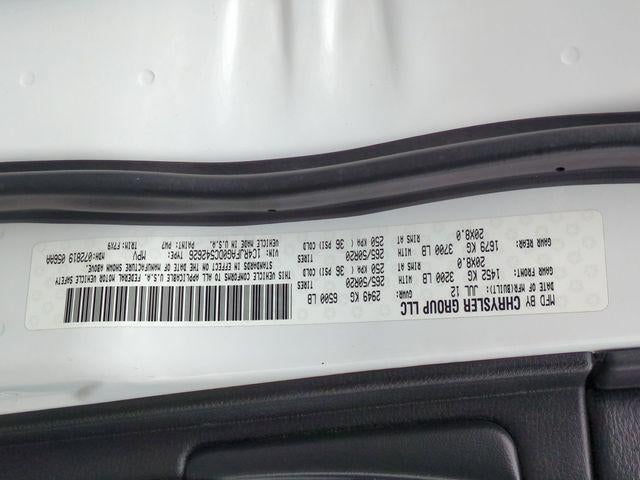 MFD BY CHRYSLER GROUP LLC
DATE OF MFR(BUILT): JUL 12 GVWR: 2949 KG 6500 LB
1452 KG 3200 LB WITH 265/50R20 TIRES
20X8.0 RIMS AT 250 KPA( 36 PSI) COLD
GAWR REAR: 1679 KG 3700 LB WITH 265/50R20 TIRES
20X8.0 RIMS AT 250 KPA( 36 PSI) COLD
THIS VEHICLE CONFORMS TO ALL APPLICABLE U.S.A. FEDERAL MOTOR VEHICLE SAFETY
STANDARDS IN EFFECT ON THE DATE OF MANUFACTURE SHOWN ABOVE.
VIN: TYPE: MPV
VEHICLE MADE IN U.S.A. PAINT: PW7 TRIM: FTX9 MDH:072819 056AA